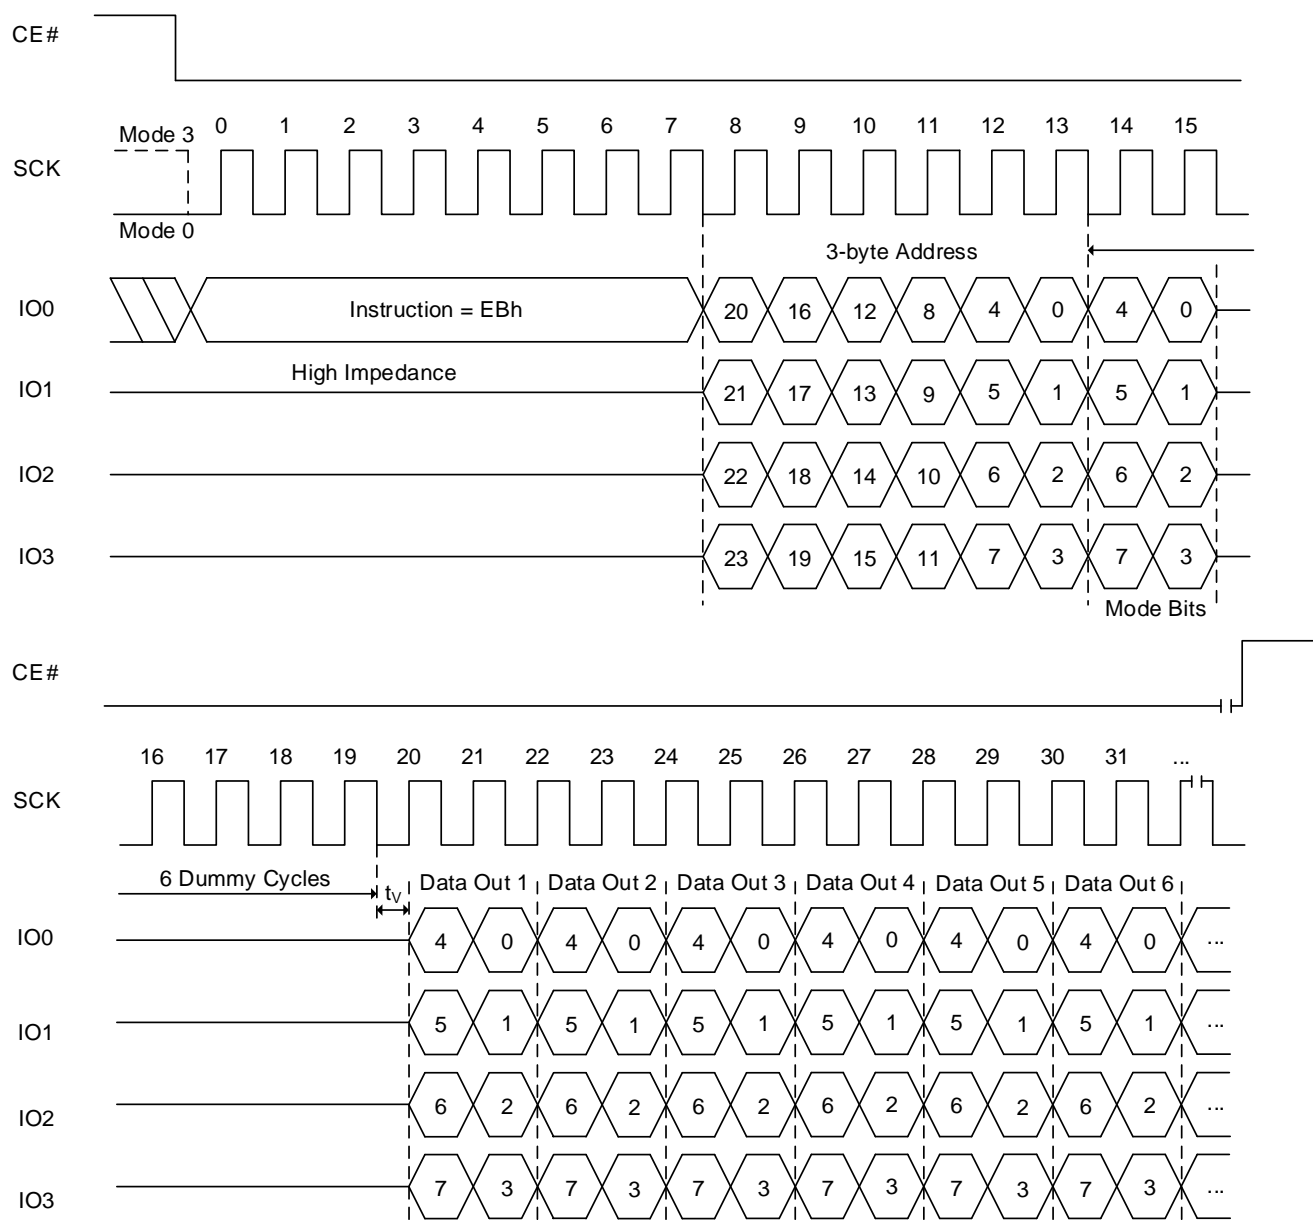 CE#
Mode 3 0 1 2 3 4 5 6 7 8 9 10 11 12 13 14 15
SCK
Mode 0
3-byte Address
IO0 Instruction = EBh 20 16 12 8 4 0 4 0
High Impedance
IO1 21 17 13 9 5 1 5 1
IO2 22 18 14 10 6 2 6 2
IO3 23 19 15 11 7 3 7 3
Mode Bits
CE#
16 17 18 19 20 21 22 23 24 25 26 27 28 29 30 31 ...
SCK
6 Dummy Cycles tV Data Out 1 Data Out 2 Data Out 3 Data Out 4 Data Out 5 Data Out 6
IO0 4 0 4 0 4 0 4 0 4 0 4 0 ...
IO1 5 1 5 1 5 1 5 1 5 1 5 1 ...
IO2 6 2 6 2 6 2 6 2 6 2 6 2 ...
IO3 7 3 7 3 7 3 7 3 7 3 7 3 ...